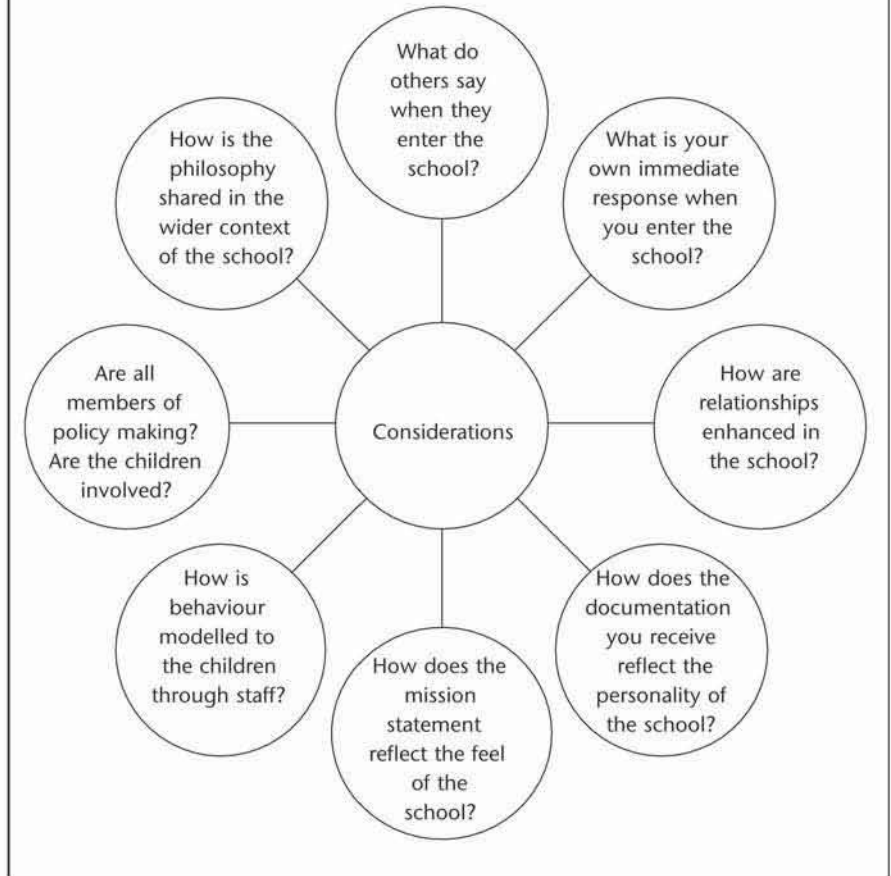 What do
others say
when they
enter the
school?
What is your
own immediate
response when
you enter the
school?
How are
relationships
enhanced in
the school?
How does the
documentation
you receive
reflect the
personality of
the school?
How does the
mission
statement
reflect the feel
of the
school?
How is
behaviour
modelled to
the children
through staff?
Are all
members of
policy making?
Are the children
involved?
How is the
philosophy
shared in the
wider context
of the school?
Considerations